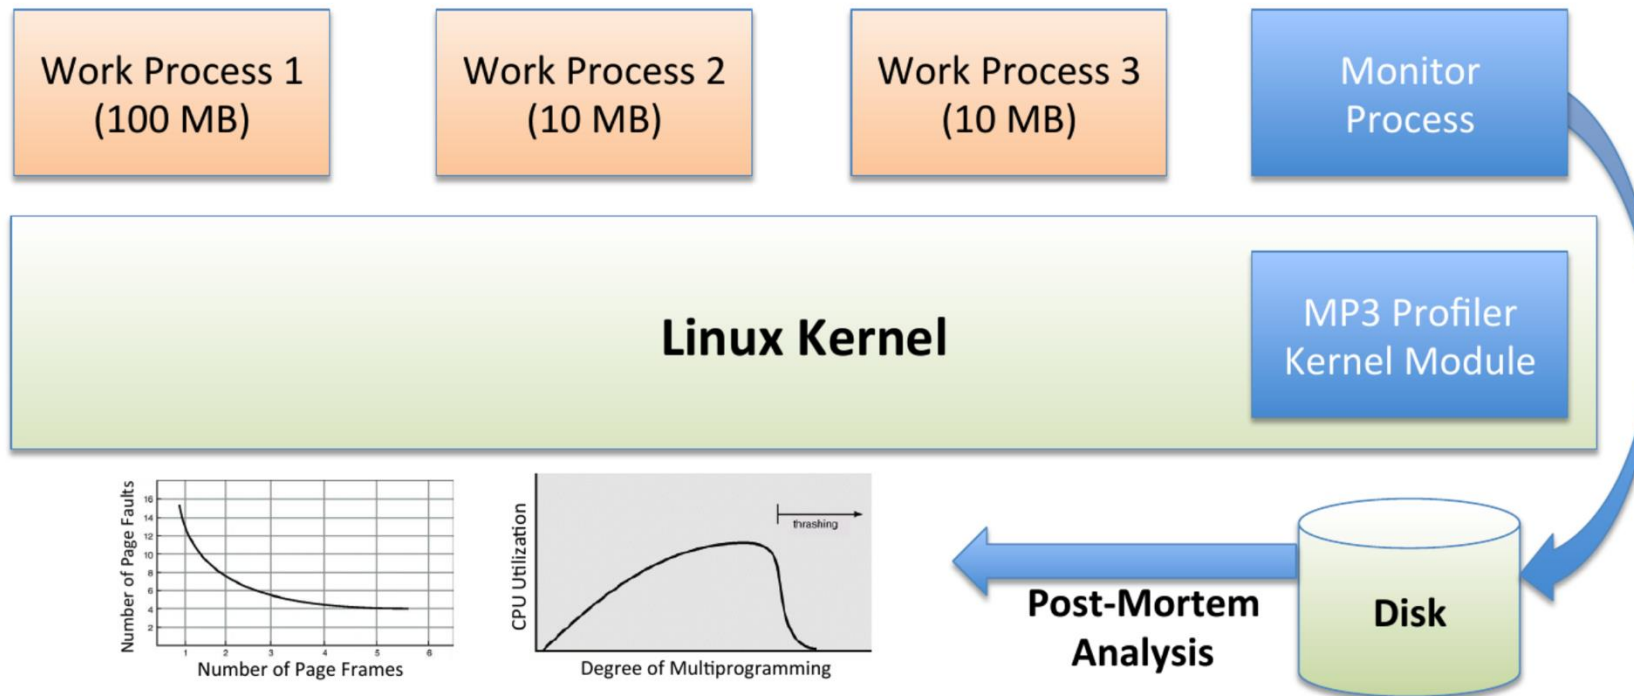 Work Process 1
(100 MB)
Work Process 2
(10 MB)
Work Process 3
(10 MB)
Monitor
Process
Linux Kernel
MP3 Profiler
Kernel Module
Number of Page Faults
16
14
12
10
8
6
4
2
1
2
3
4
5
6
Number of Page Frames
CPU Utilization
thrashing
Degree of Multiprogramming
Post-Mortem
Analysis
Disk